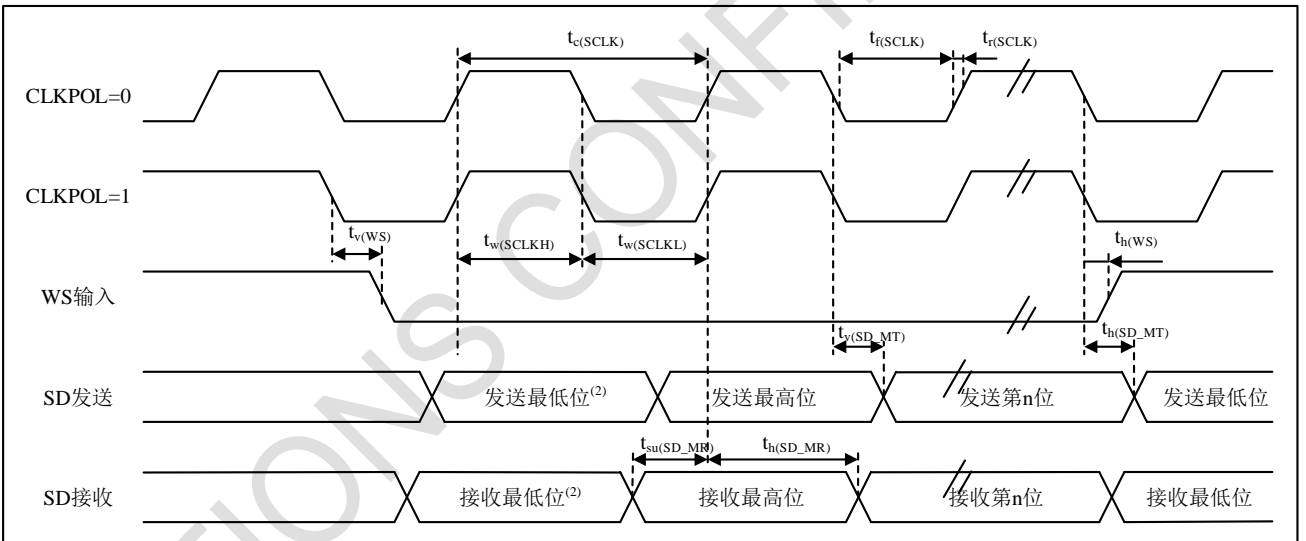 TIONS CONFI
t_c(SCLK) t_f(SCLK) t_r(SCLK)
CLKPOL=0
CLKPOL=1
t_v(WS) t_w(SCLKH) t_w(SCLKL) t_h(WS)
WS输入
t_v(SD_MT) t_h(SD_MT)
SD发送 发送最低位(2) 发送最高位 发送第n位 发送最低位
t_su(SD_MR) t_h(SD_MR)
SD接收 接收最低位(2) 接收最高位 接收第n位 接收最低位